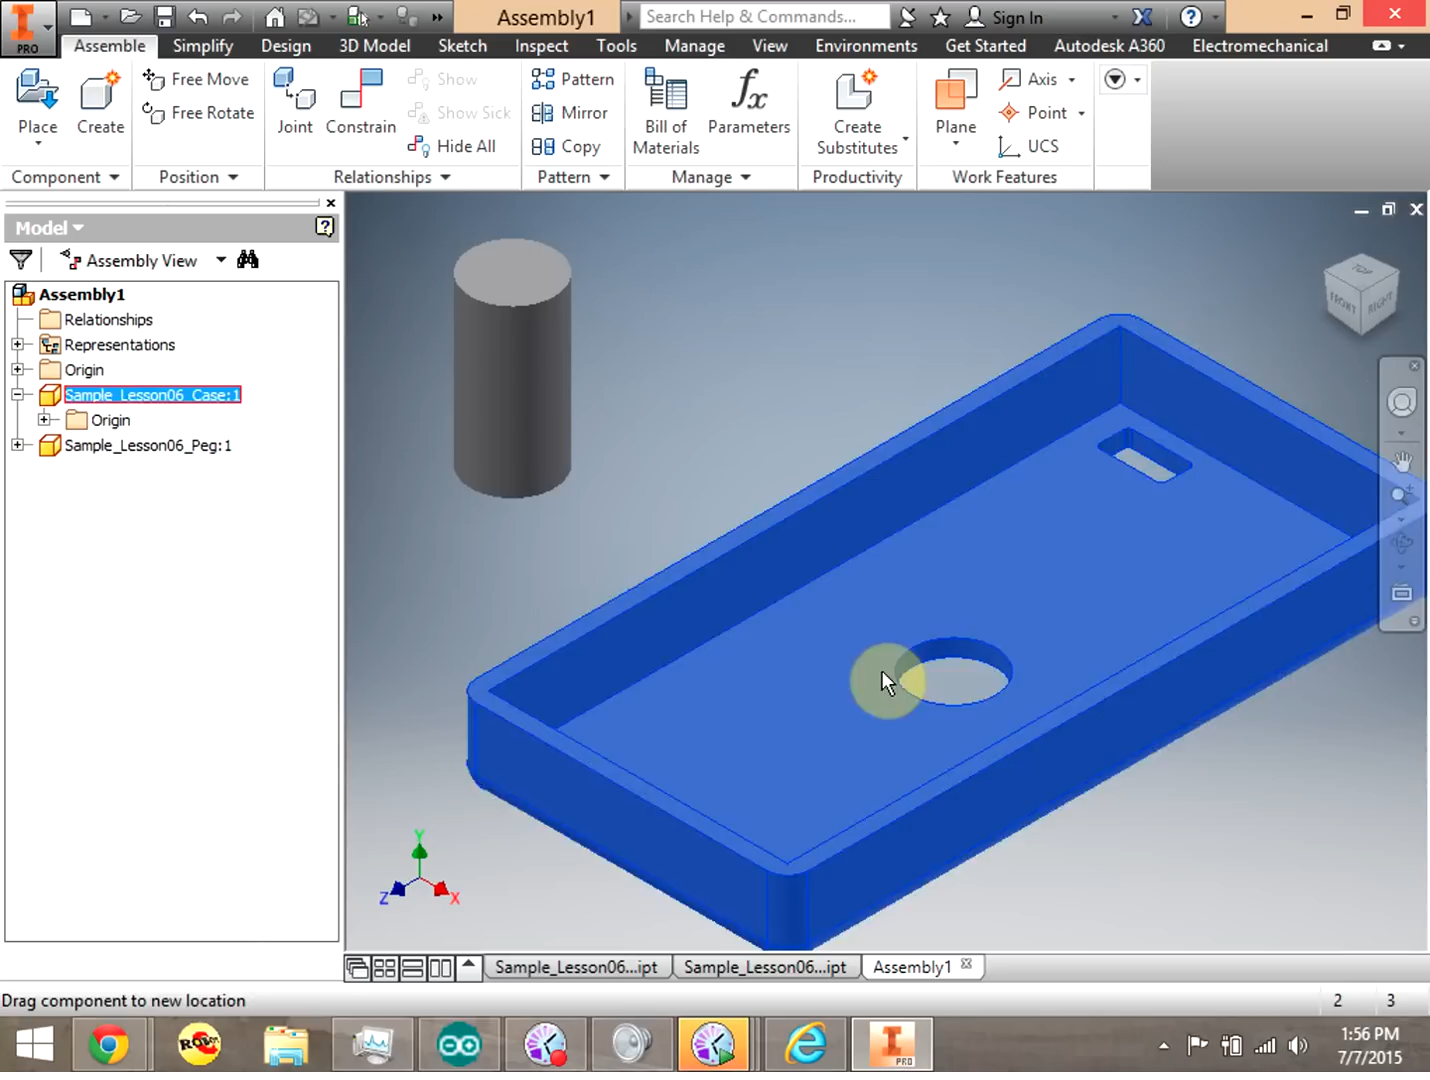 PRO
Assembly1
Search Help & Commands...
Sign In
Assemble
Simplify
Design
3D Model
Sketch
Inspect
Tools
Manage
View
Environments
Get Started
Autodesk A360
Electromechanical
Place
Create
Free Move
Free Rotate
Joint
Constrain
Show
Show Sick
Hide All
Pattern
Mirror
Copy
Bill of
Materials
fx
Parameters
Create
Substitutes
Plane
Axis
Point
UCS
Component
Position
Relationships
Pattern
Manage
Productivity
Work Features
Model
Assembly View
Assembly1
Relationships
Representations
Origin
Sample_Lesson06_Case:1
Origin
Sample_Lesson06_Peg:1
TOP
FRONT
RIGHT
Y
Z
X
Sample_Lesson06...ipt
Sample_Lesson06...ipt
Assembly1
Drag component to new location
2
3
PRO
1:56 PM
7/7/2015